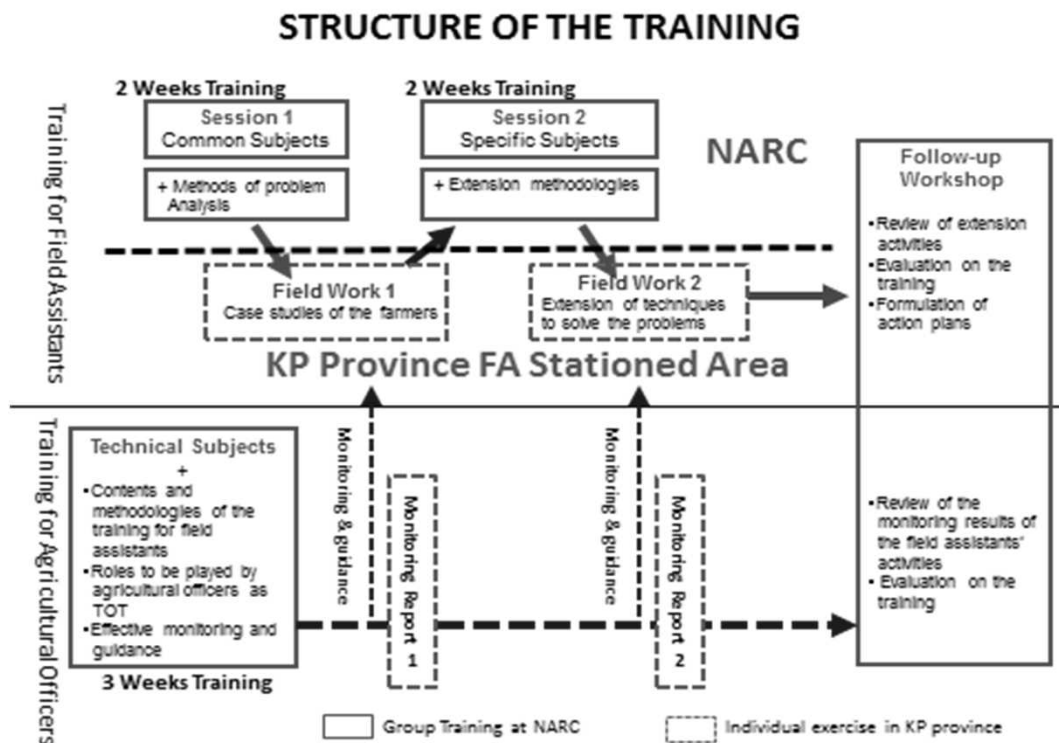 STRUCTURE OF THE TRAINING
Training for Field Assistants
2 Weeks Training
Session 1
Common Subjects
+ Methods of problem
Analysis
2 Weeks Training
Session 2
Specific Subjects
+ Extension methodologies
NARC
Field Work 1
Case studies of the farmers
Field Work 2
Extension of techniques
to solve the problems
KP Province FA Stationed Area
Follow-up
Workshop
•Review of extension
activities
•Evaluation on the
training
•Formulation of
action plans
Training for Agricultural Officers
Technical Subjects
+
•Contents and
methodologies of the
training for field
assistants
•Roles to be played by
agricultural officers as
TOT
•Effective monitoring and
guidance
3 Weeks Training
Monitoring & guidance
Monitoring Report 1
Monitoring & guidance
Monitoring Report 2
•Review of the
monitoring results of
the field assistants'
activities
•Evaluation on the
training
Group Training at NARC
Individual exercise in KP province